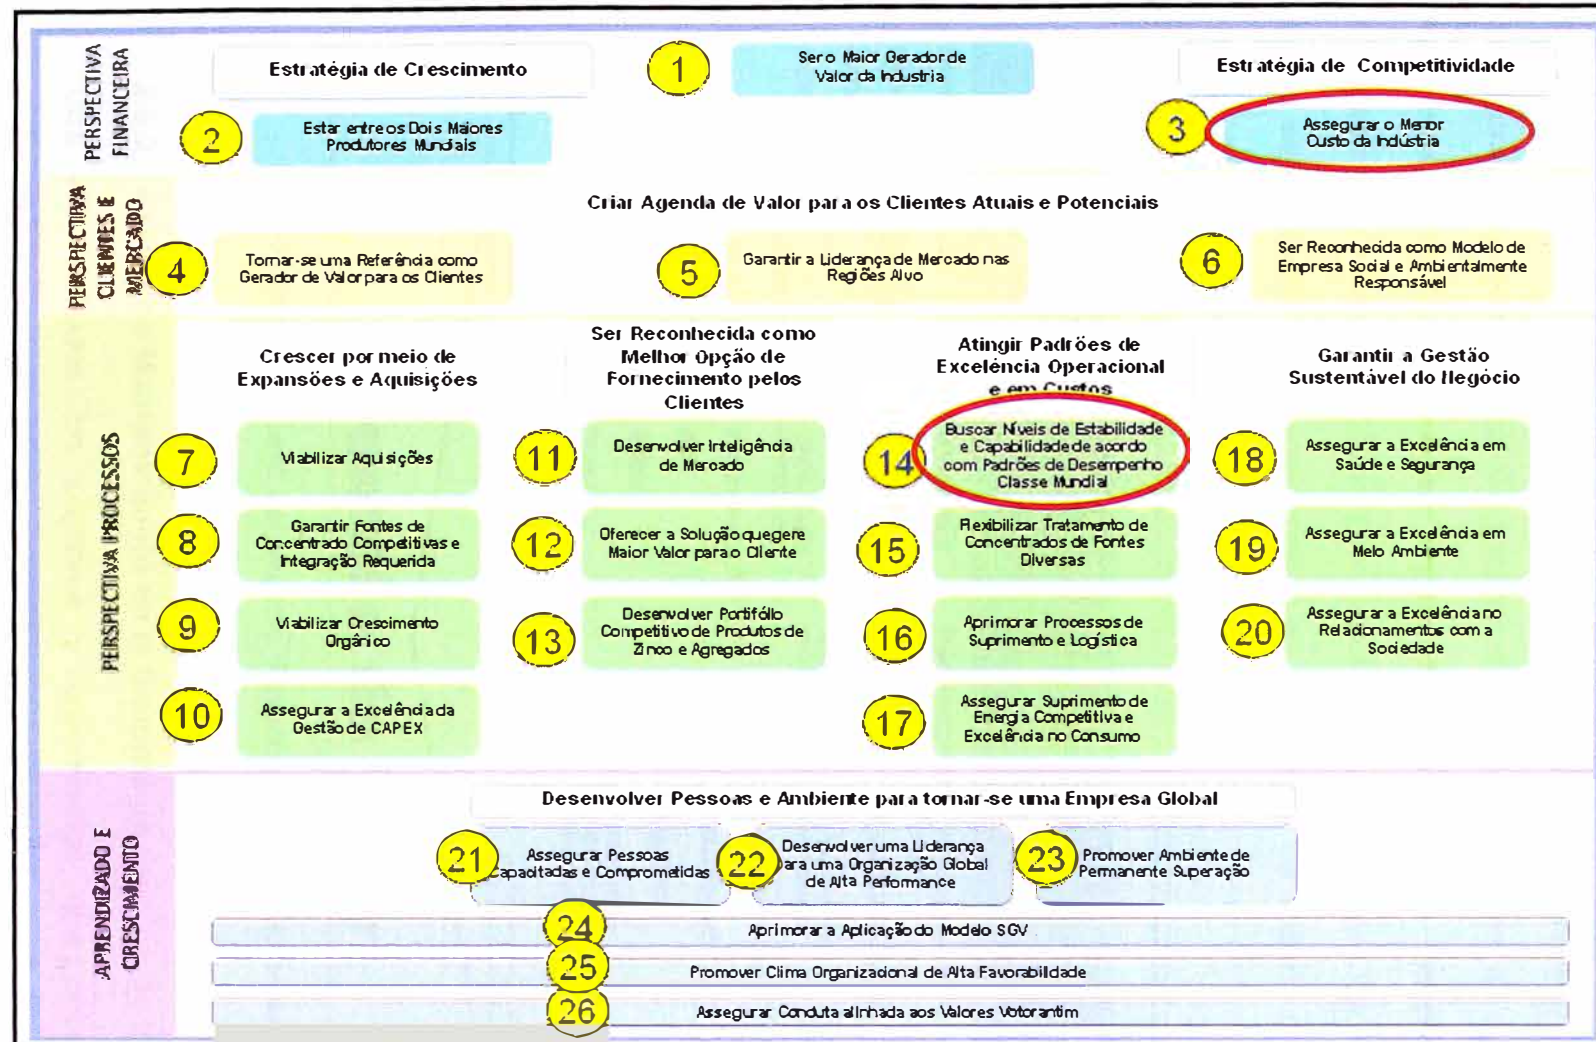 PERSPECTIVA
FINANCEIRA
Estratégia de Crescimento
1
Ser o Maior Gerador de
Valor da Industria
Estratégia de Competitividade
2
Estar entre os Dois Maiores
Produtores Mundiais
3
Assegurar o Menor
Custo da Indústria
PERSPECTIVA
CLIENTES E
MERCADO
Criar Agenda de Valor para os Clientes Atuais e Potenciais
4
Tornar-se uma Referência como
Gerador de Valor para os Clientes
5
Garantir a Liderança de Mercado nas
Regiões Alvo
6
Ser Reconhecida como Modelo de
Empresa Social e Ambientalmente
Responsável
PERSPECTIVA PROCESSOS
Crescer por meio de
Expansões e Aquisições
7
Viabilizar Aquisições
8
Garantir Fontes de
Concentrado Competitivas e
Integração Requerida
9
Viabilizar Crescimento
Orgânico
10
Assegurar a Excelência da
Gestão de CAPEX
Ser Reconhecida como
Melhor Opção de
Fornecimento pelos
Clientes
11
Desenvolver Inteligência
de Mercado
12
Oferecer a Solução que gere
Maior Valor para o Cliente
13
Desenvolver Portifólio
Competitivo de Produtos de
Zinco e Agregados
Atingir Padrões de
Excelência Operacional
e em Custos
14
Buscar Níveis de Estabilidade
e Capabilidade de acordo
com Padrões de Desempenho
Classe Mundial
15
Flexibilizar Tratamento de
Concentrados de Fontes
Diversas
16
Aprimorar Processos de
Suprimento e Logística
17
Assegurar Suprimento de
Energia Competitiva e
Excelência no Consumo
Garantir a Gestão
Sustentável do Negócio
18
Assegurar a Excelência em
Saúde e Segurança
19
Assegurar a Excelência em
Meio Ambiente
20
Assegurar a Excelência no
Relacionamentos com a
Sociedade
APRENDIZADO E
CRESCIMENTO
Desenvolver Pessoas e Ambiente para tornar-se uma Empresa Global
21
Assegurar Pessoas
Capacitadas e Comprometidas
22
Desenvolver uma Liderança
para uma Organização Global
de Alta Performance
23
Promover Ambiente de
Permanente Superação
24
Aprimorar a Aplicação do Modelo SGV
25
Promover Clima Organizacional de Alta Favorabilidade
26
Assegurar Conduta alinhada aos Valores Votorantim